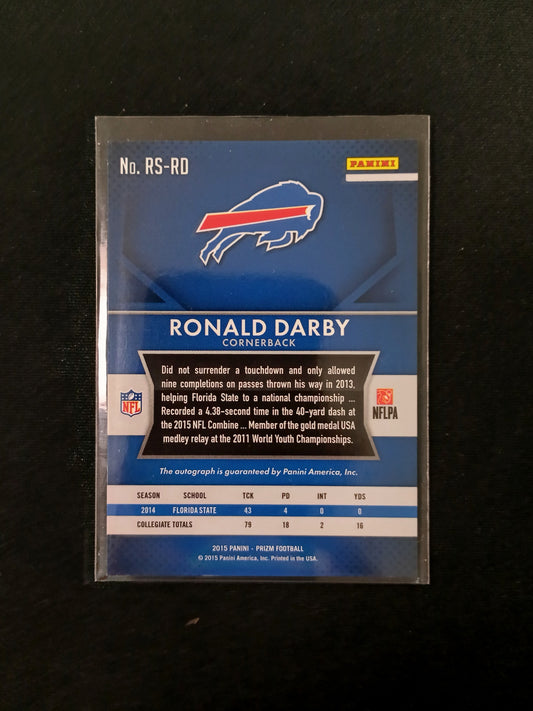 No. RS-RD
PANINI
RONALD DARBY
CORNERBACK
Did not surrender a touchdown and only allowed
nine completions on passes thrown his way in 2013,
helping Florida State to a national championship ...
Recorded a 4.38-second time in the 40-yard dash at
the 2015 NFL Combine ... Member of the gold medal USA
medley relay at the 2011 World Youth Championships.
NFL
NFLPA
The autograph is guaranteed by Panini America, Inc.
SEASON SCHOOL TCK PD INT YDS
2014 FLORIDA STATE 43 4 0 0
COLLEGIATE TOTALS 79 18 2 16
2015 PANINI - PRIZM FOOTBALL
© 2015 Panini America, Inc. Printed in the USA.